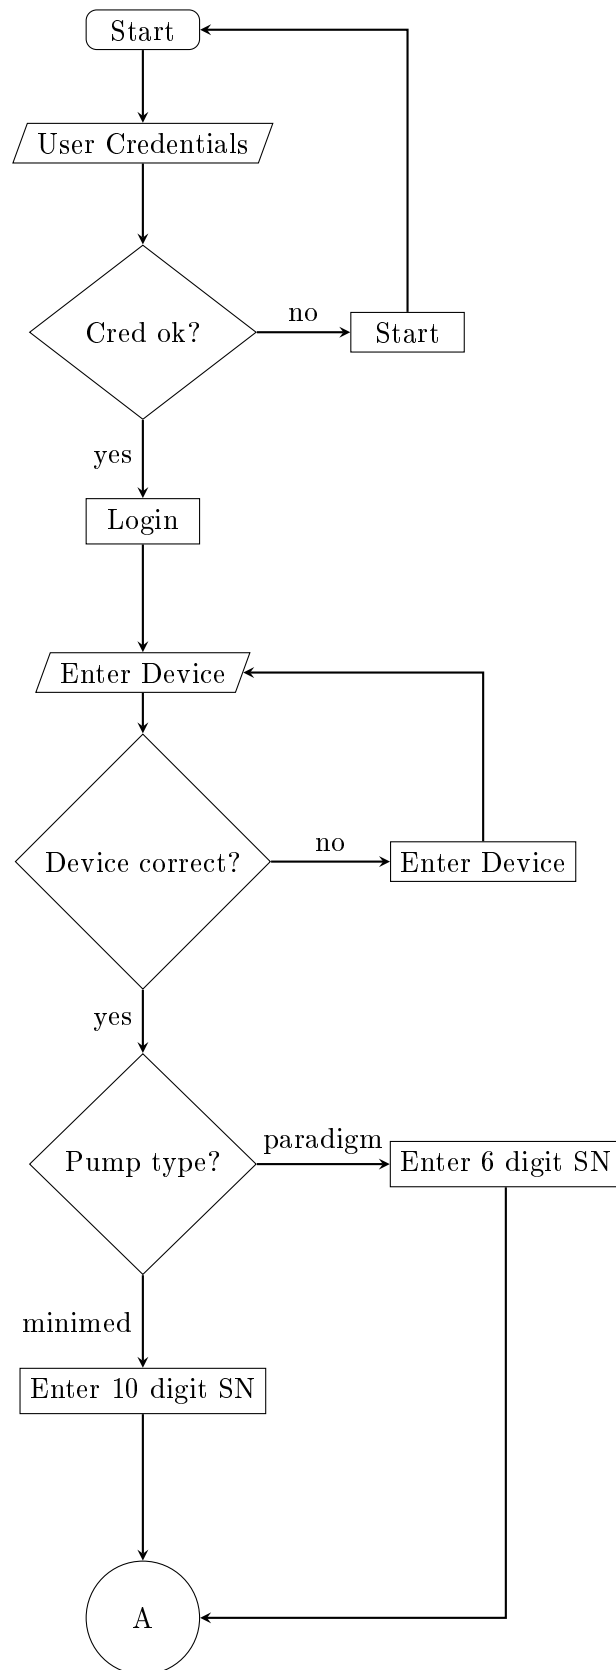 Start
User Credentials
Cred ok?
no
Start
yes
Login
Enter Device
Device correct?
no
Enter Device
yes
Pump type?
paradigm
Enter 6 digit SN
minimed
Enter 10 digit SN
A